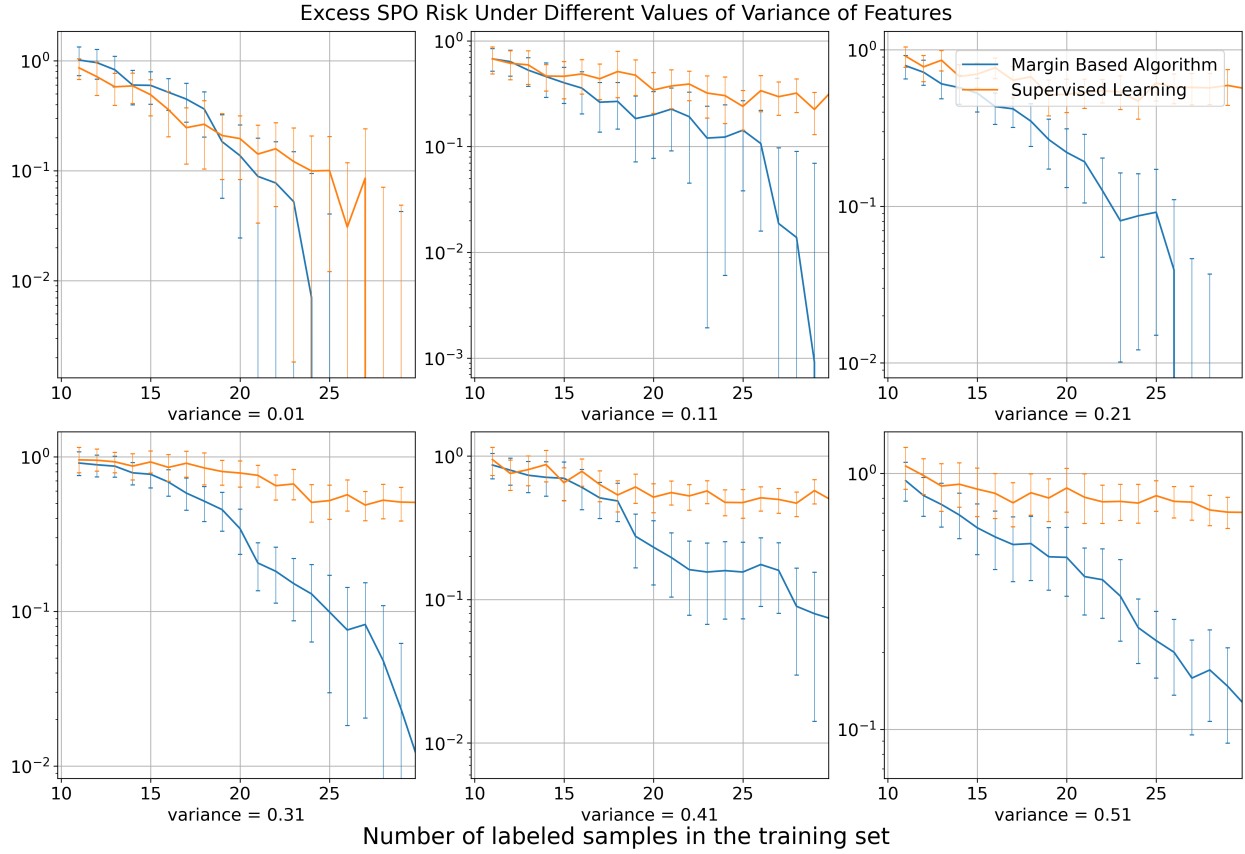 Excess SPO Risk Under Different Values of Variance of Features
10⁰
10⁻¹
10⁻²
10 15 20 25
variance = 0.01
10⁰
10⁻¹
10⁻²
10⁻³
10 15 20 25
variance = 0.11
Margin Based Algorithm
Supervised Learning
10⁰
10⁻¹
10⁻²
10 15 20 25
variance = 0.21
10⁰
10⁻¹
10⁻²
10 15 20 25
variance = 0.31
10⁰
10⁻¹
10⁻²
10 15 20 25
variance = 0.41
10⁰
10⁻¹
10 15 20 25
variance = 0.51
Number of labeled samples in the training set